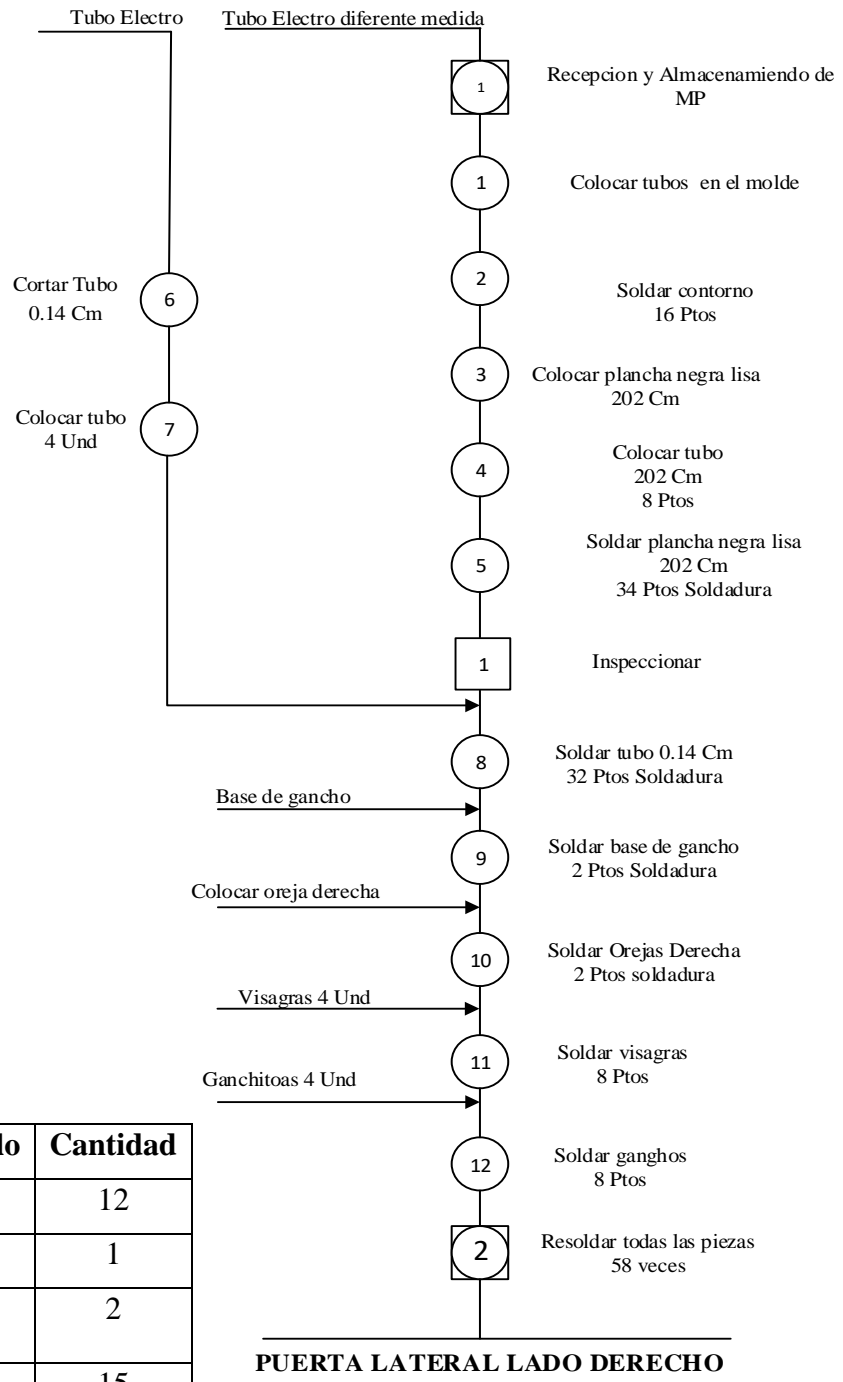 Tubo Electro
Tubo Electro diferente medida
1
Recepcion y Almacenamiendo de
MP
1
Colocar tubos en el molde
2
Soldar contorno
16 Ptos
Cortar Tubo
0.14 Cm
6
3
Colocar plancha negra lisa
202 Cm
Colocar tubo
4 Und
7
4
Colocar tubo
202 Cm
8 Ptos
5
Soldar plancha negra lisa
202 Cm
34 Ptos Soldadura
1
Inspeccionar
8
Soldar tubo 0.14 Cm
32 Ptos Soldadura
Base de gancho
9
Soldar base de gancho
2 Ptos Soldadura
Colocar oreja derecha
10
Soldar Orejas Derecha
2 Ptos soldadura
Visagras 4 Und
11
Soldar visagras
8 Ptos
Ganchitoas 4 Und
12
Soldar ganghos
8 Ptos
2
Resoldar todas las piezas
58 veces
PUERTA LATERAL LADO DERECHO
lo Cantidad
12
1
2
15